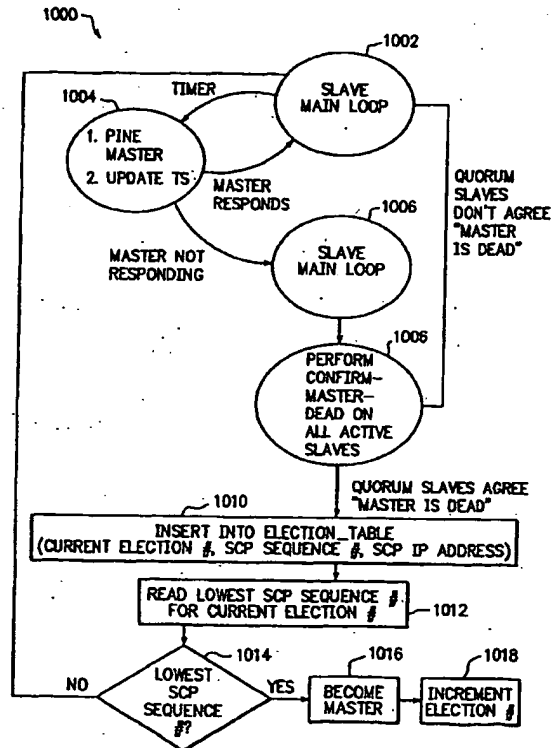 1000
1002
SLAVE
MAIN LOOP
TIMER
1004
1. PINE
MASTER
2. UPDATE TS
MASTER
RESPONDS
QUORUM
SLAVES
DON'T AGREE
"MASTER
IS DEAD"
1006
SLAVE
MAIN LOOP
MASTER NOT
RESPONDING
1006
PERFORM
CONFIRM-
MASTER-
DEAD ON
ALL ACTIVE
SLAVES
QUORUM SLAVES AGREE
"MASTER IS DEAD"
1010
INSERT INTO ELECTION_TABLE
(CURRENT ELECTION #, SCP SEQUENCE #, SCP IP ADDRESS)
READ LOWEST SCP SEQUENCE #
FOR CURRENT ELECTION #
1012
1014
LOWEST
SCP
SEQUENCE
#?
NO
YES
1016
BECOME
MASTER
1018
INCREMENT
ELECTION #